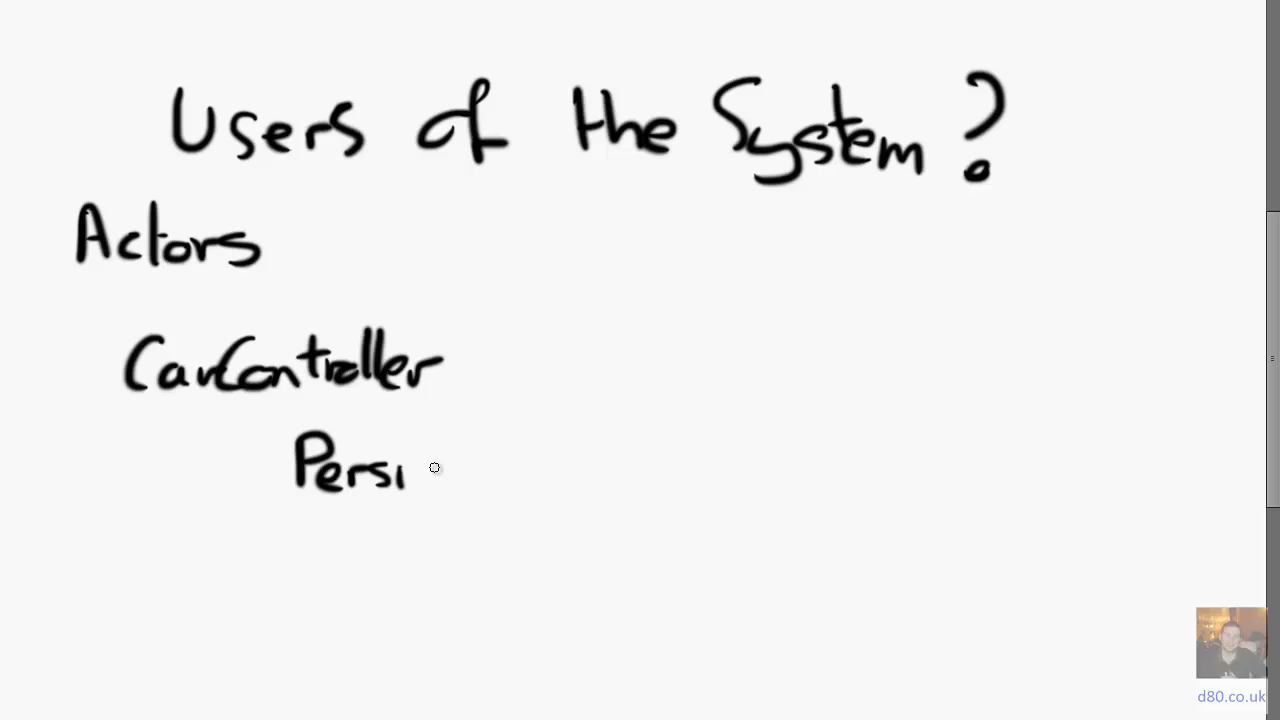 Users of the System?
Actors
CarController
Persi
d80.co.uk